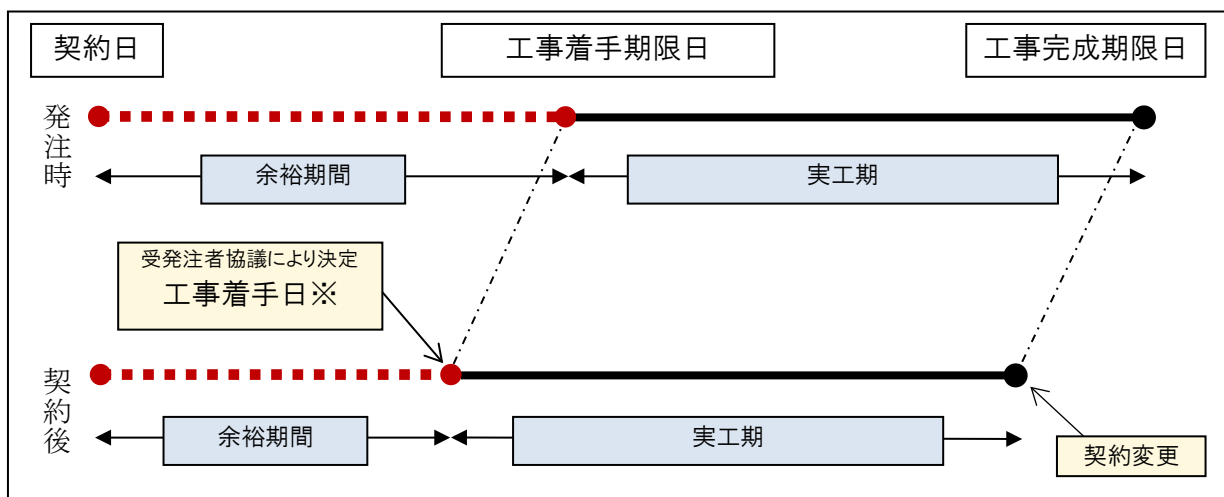 契約日
工事着手期限日
工事完成期限日
発注時
余裕期間
実工期
受発注者協議により決定
工事着手日※
契約後
余裕期間
実工期
契約変更